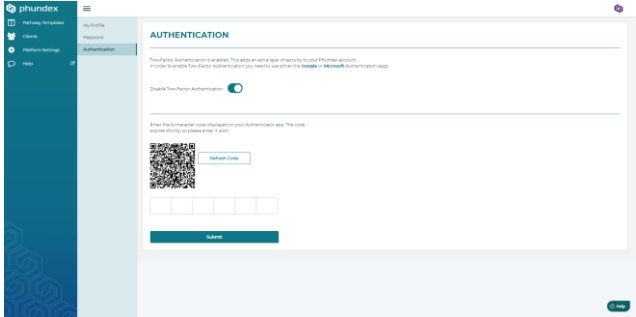 phundex
Pathway Templates
Clients
Platform Settings
Help
My Profile
Password
Authentication
AUTHENTICATION
Two-Factor Authentication is enabled. This adds an extra layer of security to your Phundex account.
In order to enable Two-Factor Authentication you need to use either the Google or Microsoft Authentication apps
Disable Two-Factor Authentication
Enter the 6-character code displayed on your Authenticator app. The code
expires shortly, so please enter it soon
Refresh Code
Submit
Help